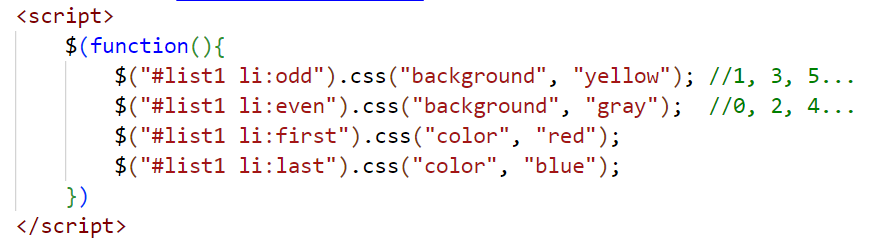 <script>
$(function(){
$("#list1 li:odd").css("background", "yellow"); //1, 3, 5...
$("#list1 li:even").css("background", "gray");  //0, 2, 4...
$("#list1 li:first").css("color", "red");
$("#list1 li:last").css("color", "blue");
})
</script>